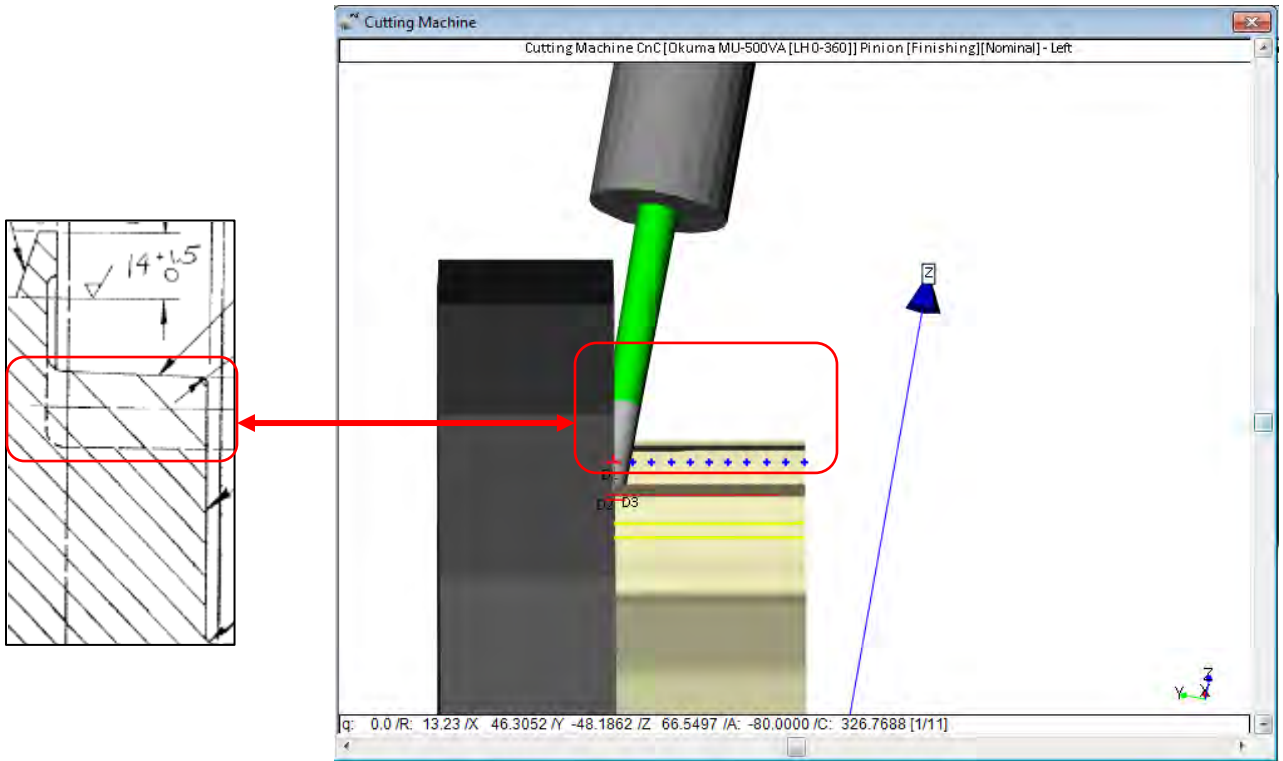 Cutting Machine
Cutting Machine CnC [Okuma MU-500VA [LH 0-360]] Pinion [Finishing][Nominal] - Left
14 +1.5 0
Z
D2 D3
Z
Y X
q: 0.0 /R: 13.23 /X 46.3052 /Y -48.1862 /Z 66.5497 /A: -80.0000 /C: 326.7688 [1/11]